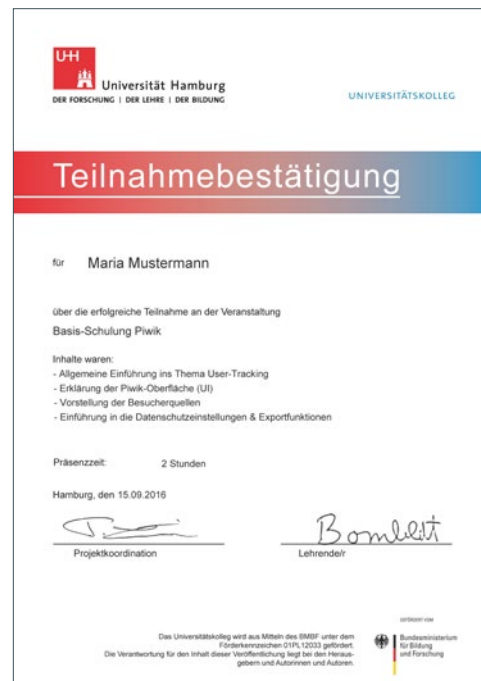 UHH
Universität Hamburg
DER FORSCHUNG | DER LEHRE | DER BILDUNG
UNIVERSITÄTSKOLLEG
Teilnahmebestätigung
für Maria Mustermann
über die erfolgreiche Teilnahme an der Veranstaltung
Basis-Schulung Piwik
Inhalte waren:
- Allgemeine Einführung ins Thema User-Tracking
- Erklärung der Piwik-Oberfläche (UI)
- Vorstellung der Besucherquellen
- Einführung in die Datenschutzeinstellungen & Exportfunktionen
Präsenzzeit: 2 Stunden
Hamburg, den 15.09.2016
Projektkoordination
Lehrende/r
Das Universitätskolleg wird aus Mitteln des BMBF unter dem
Förderkennzeichen 01PL12033 gefördert.
Die Verantwortung für den Inhalt dieser Veröffentlichung liegt bei den Heraus-
gebern und Autorinnen und Autoren.
GEFÖRDERT VOM
Bundesministerium
für Bildung
und Forschung